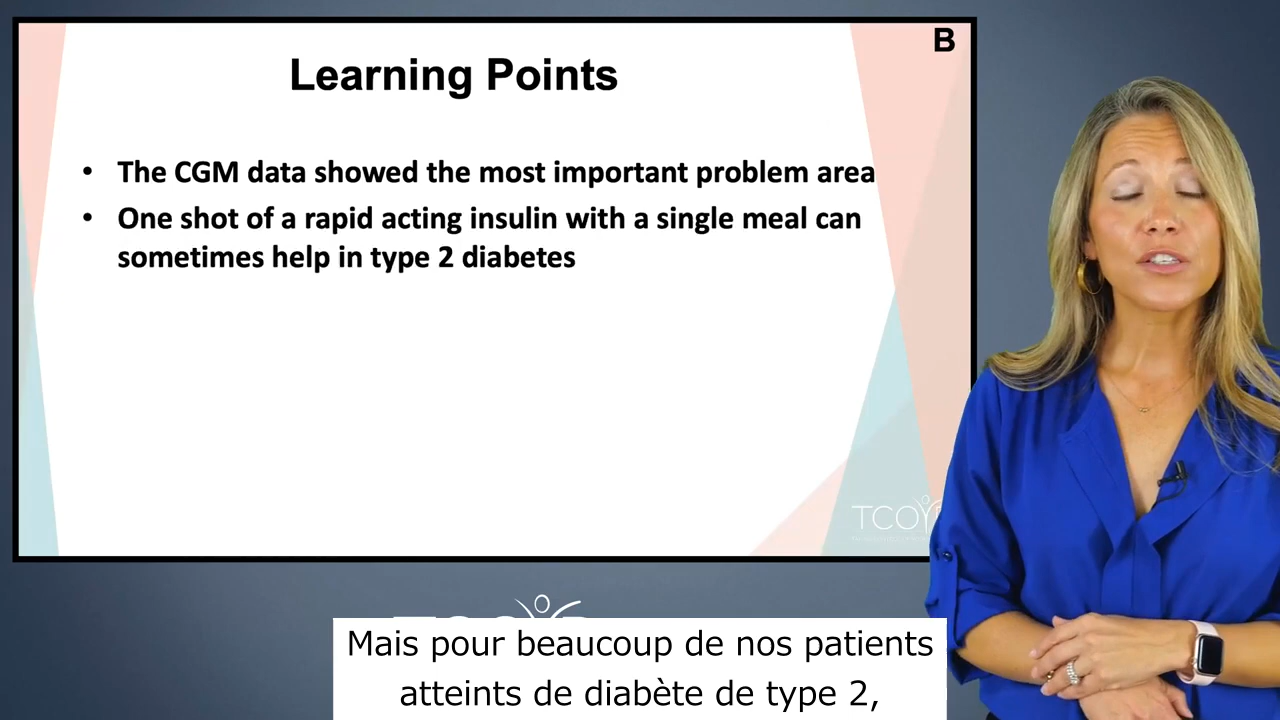 B
Learning Points
• The CGM data showed the most important problem area
• One shot of a rapid acting insulin with a single meal can
sometimes help in type 2 diabetes
TCOY
Mais pour beaucoup de nos patients
atteints de diabète de type 2,